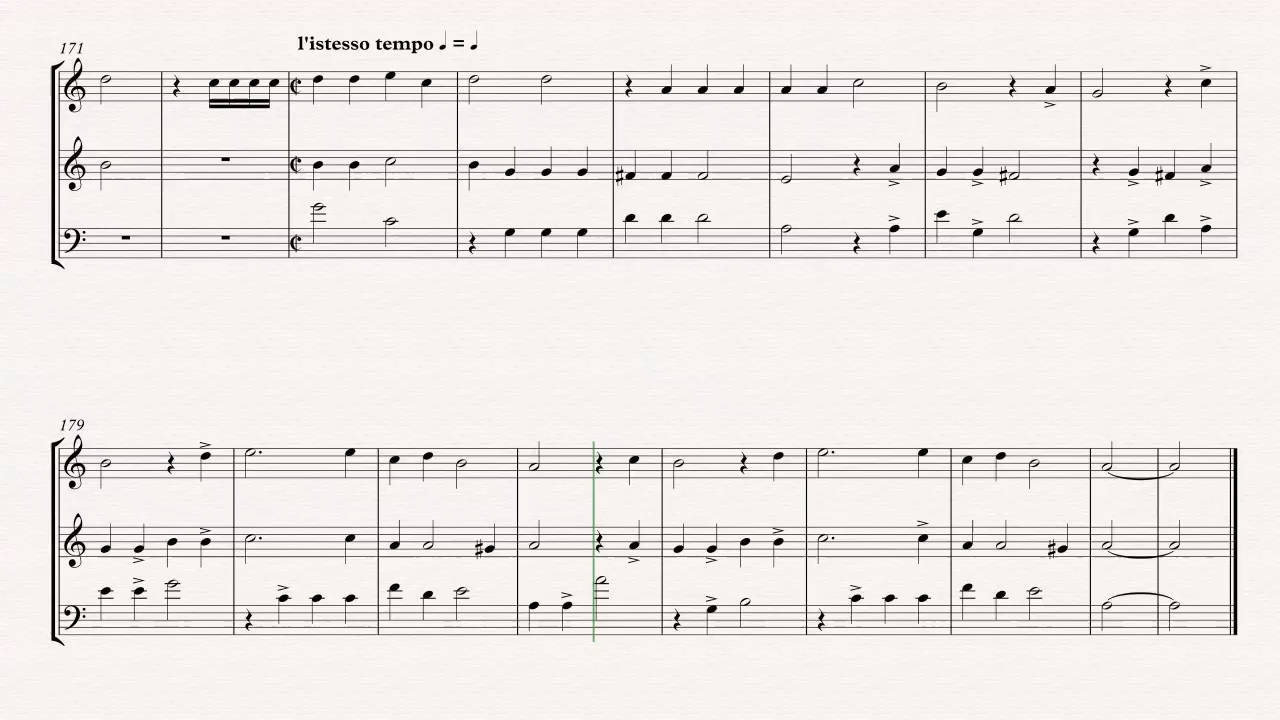 171
l'istesso tempo ♩ = ♩
179